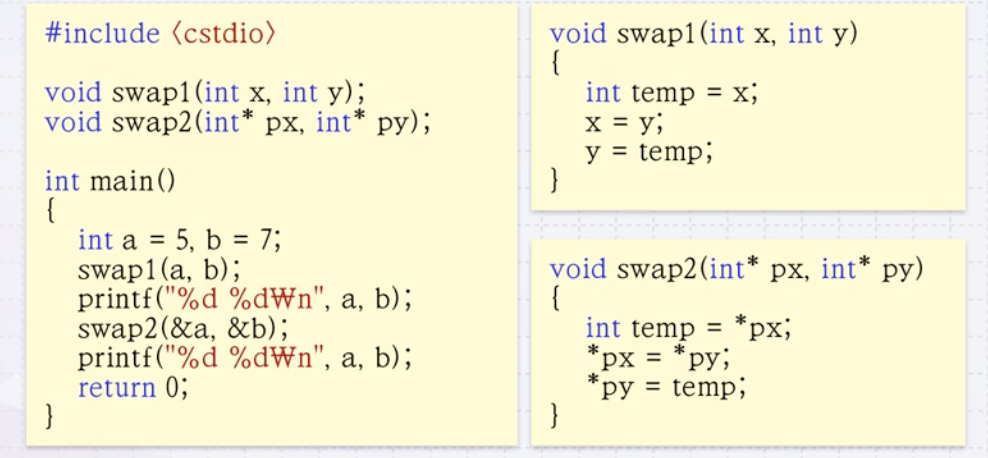 #include 〈cstdio〉
void swap1(int x, int y);
void swap2(int* px, int* py);
int main()
{
int a = 5, b = 7;
swap1(a, b);
printf("%d %d₩n", a, b);
swap2(&a, &b);
printf("%d %d₩n", a, b);
return 0;
}
void swap1(int x, int y)
{
int temp = x;
x = y;
y = temp;
}
void swap2(int* px, int* py)
{
int temp = *px;
*px = *py;
*py = temp;
}